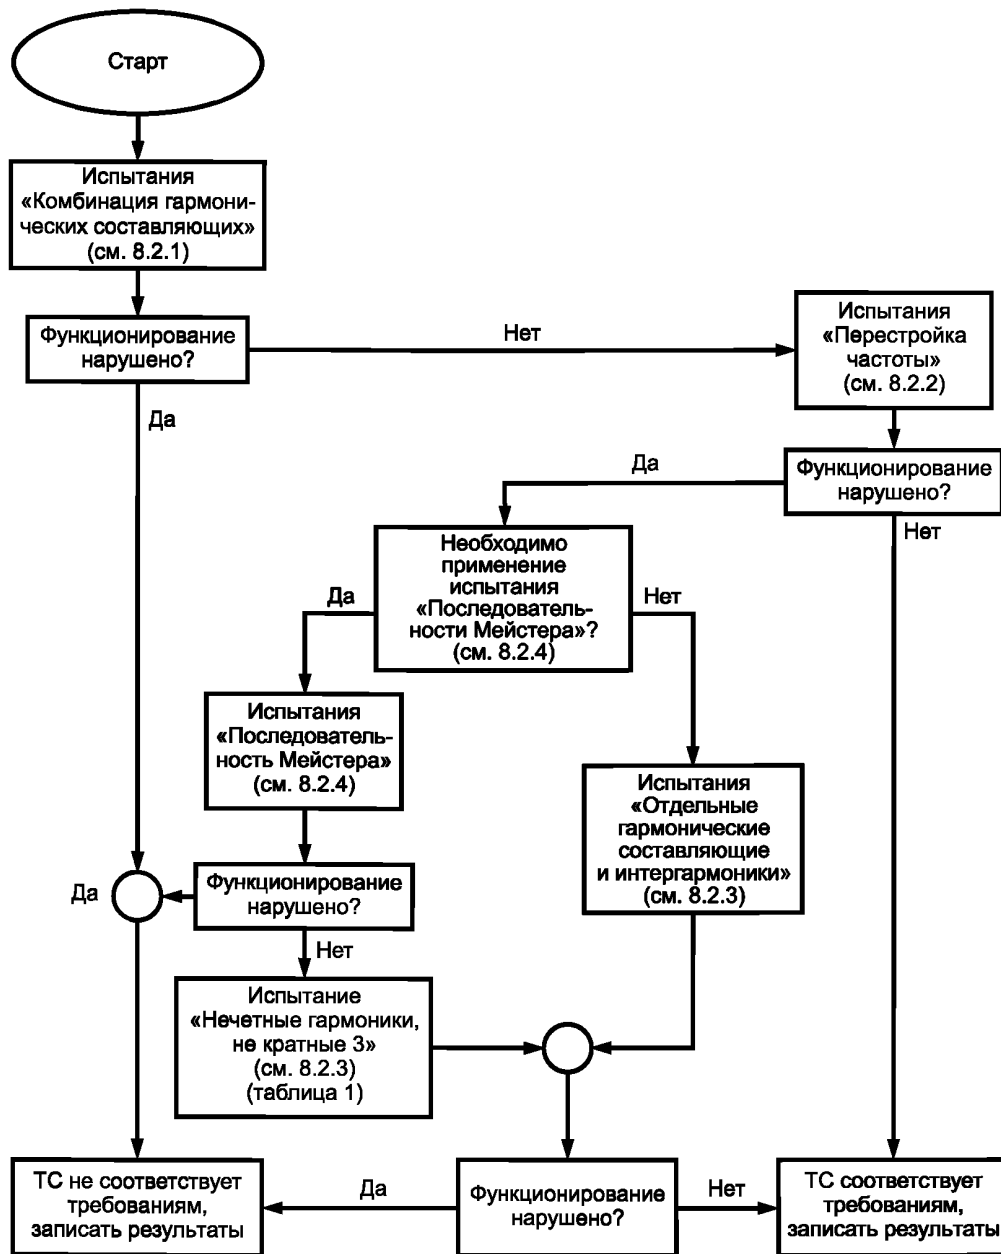 Старт
Испытания
«Комбинация гармони-
ческих составляющих»
(см. 8.2.1)
Функционирование
нарушено?
Нет
Испытания
«Перестройка
частоты»
(см. 8.2.2)
Да
Да
Функционирование
нарушено?
Нет
Необходимо
применение
испытания
«Последователь-
ности Мейстера»?
(см. 8.2.4)
Да
Нет
Испытания
«Последователь-
ность Мейстера»
(см. 8.2.4)
Испытания
«Отдельные
гармонические
составляющие
и интергармоники»
(см. 8.2.3)
Да
Функционирование
нарушено?
Нет
Испытание
«Нечетные гармоники,
не кратные 3»
(см. 8.2.3)
(таблица 1)
ТС не соответствует
требованиям,
записать результаты
Да
Функционирование
нарушено?
Нет
ТС соответствует
требованиям,
записать результаты